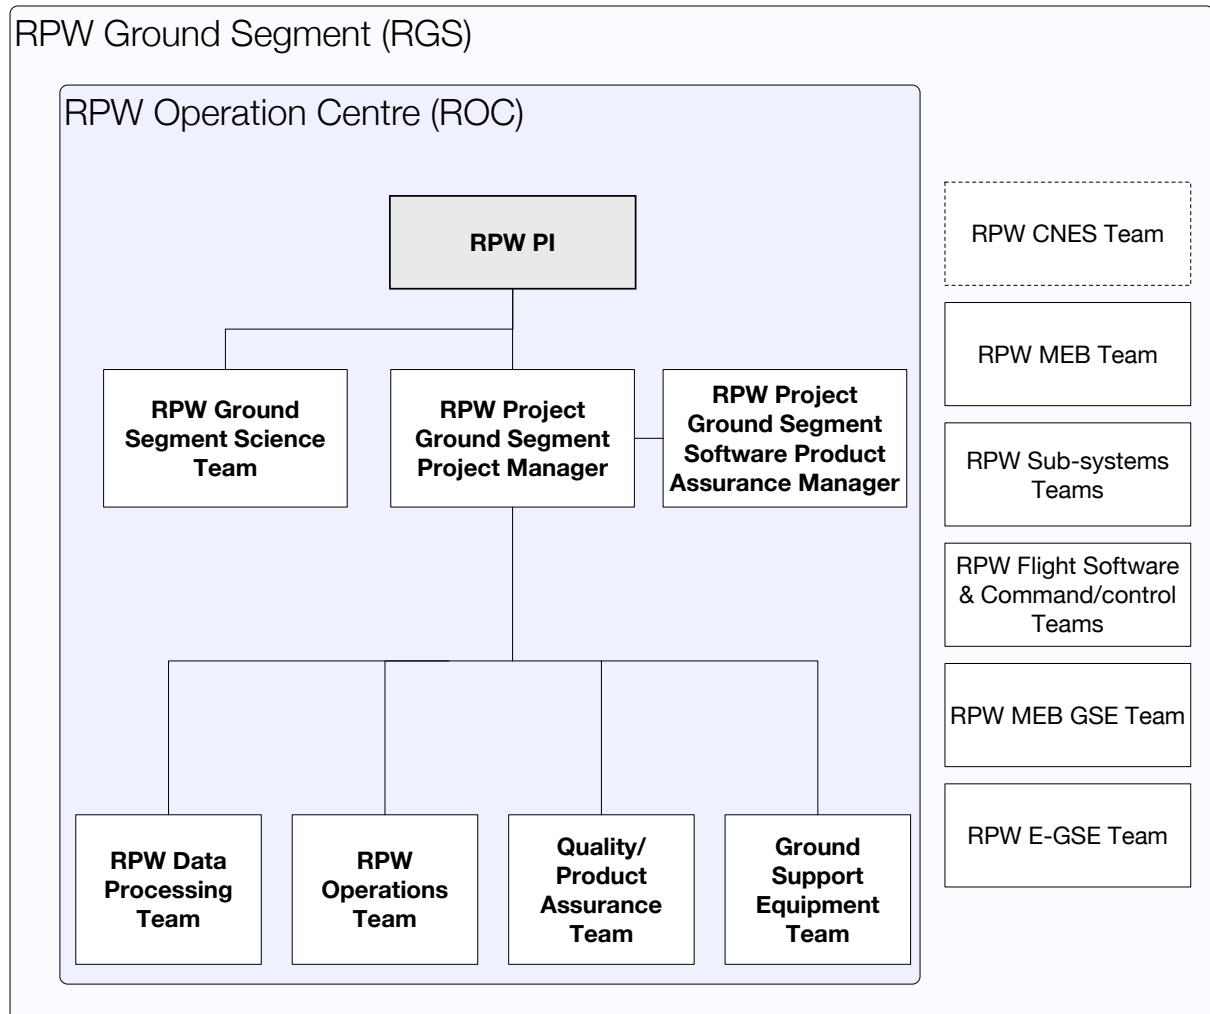 RPW Ground Segment (RGS)
RPW Operation Centre (ROC)
RPW PI
RPW Ground
Segment Science
Team
RPW Project
Ground Segment
Project Manager
RPW Project
Ground Segment
Software Product
Assurance Manager
RPW Data
Processing
Team
RPW
Operations
Team
Quality/
Product
Assurance
Team
Ground
Support
Equipment
Team
RPW CNES Team
RPW MEB Team
RPW Sub-systems
Teams
RPW Flight Software
& Command/control
Teams
RPW MEB GSE Team
RPW E-GSE Team